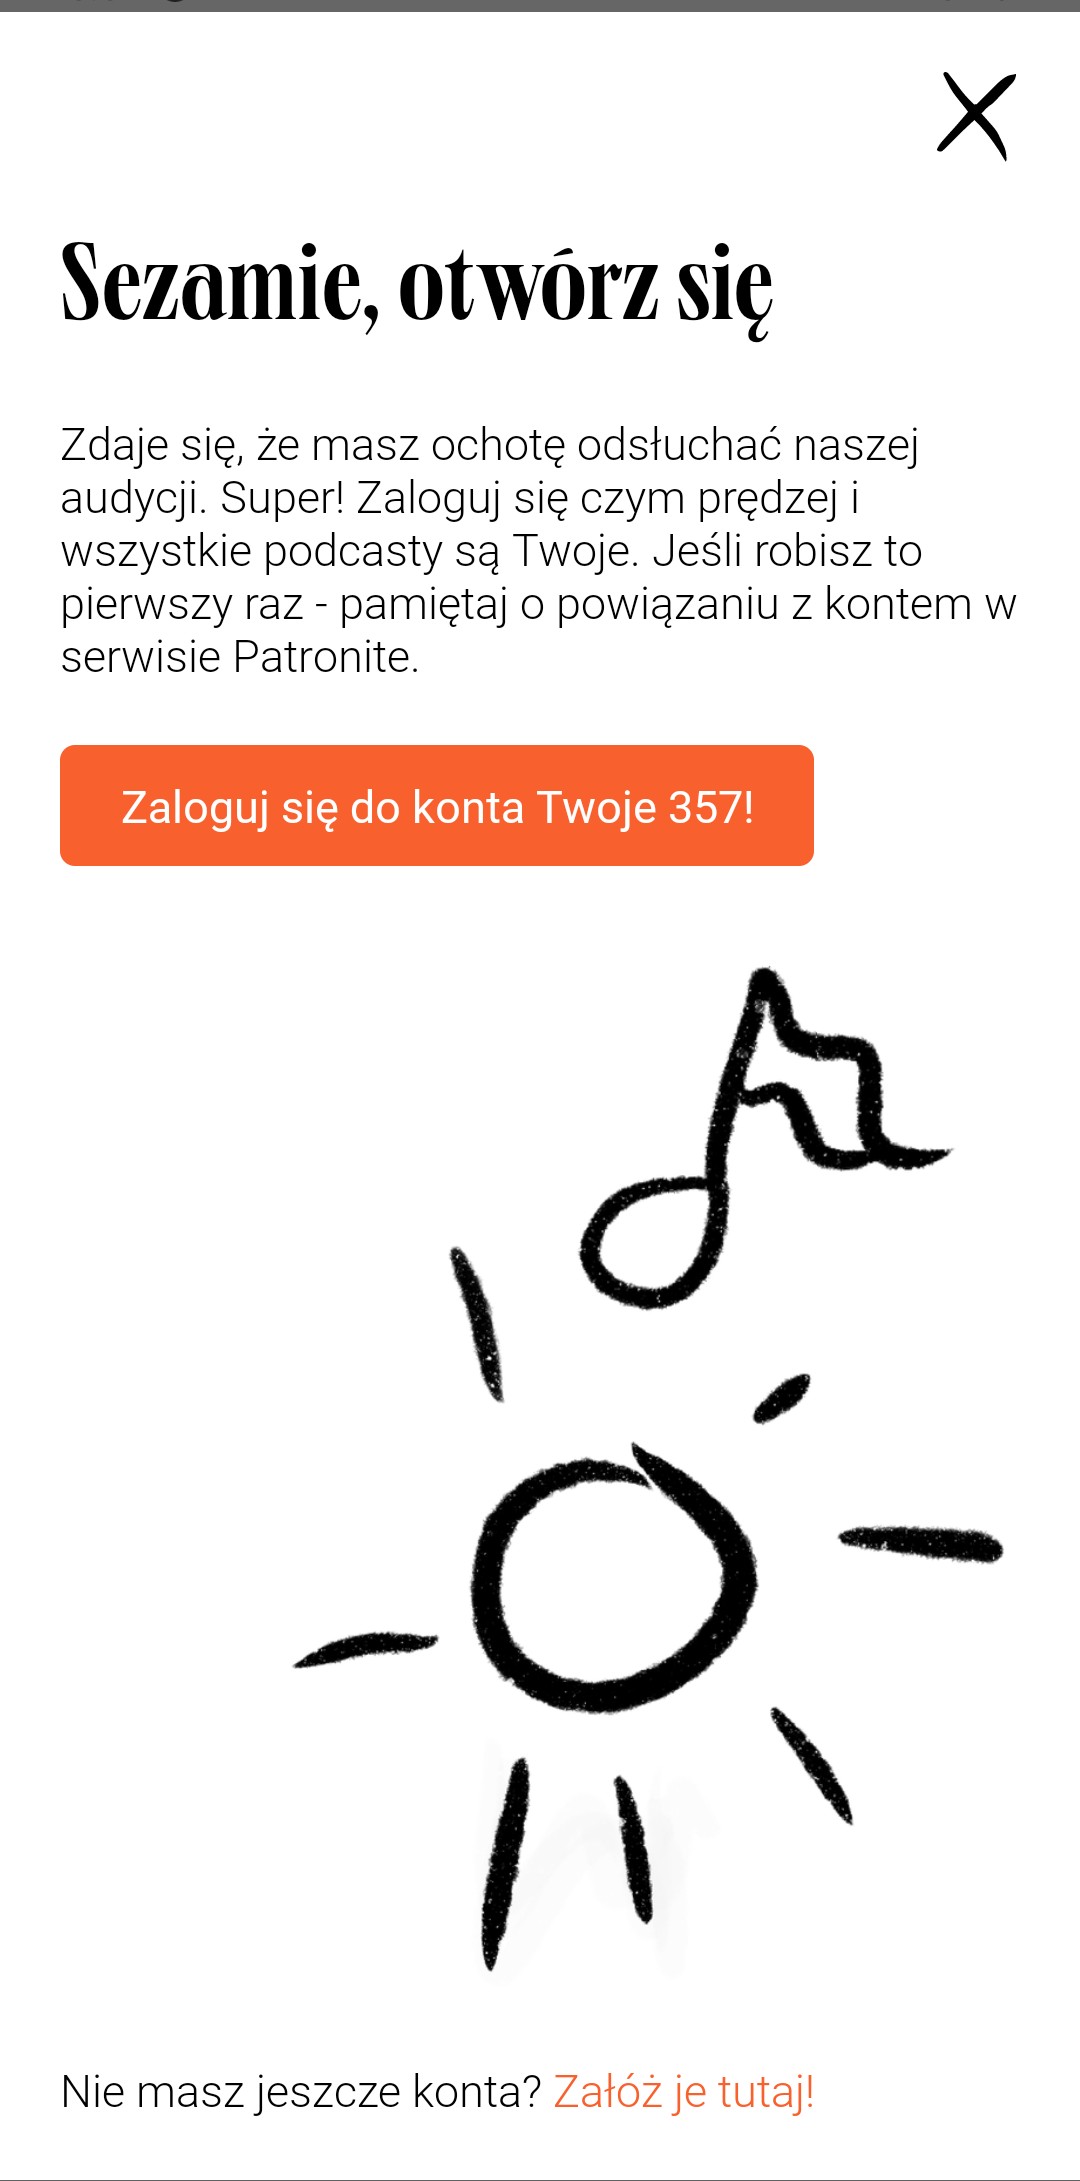 Sezamie, otwórz się
Zdaje się, że masz ochotę odsłuchać naszej
audycji. Super! Zaloguj się czym prędzej i
wszystkie podcasty są Twoje. Jeśli robisz to
pierwszy raz - pamiętaj o powiązaniu z kontem w
serwisie Patronite.
Zaloguj się do konta Twoje 357!
Nie masz jeszcze konta? Załóż je tutaj!